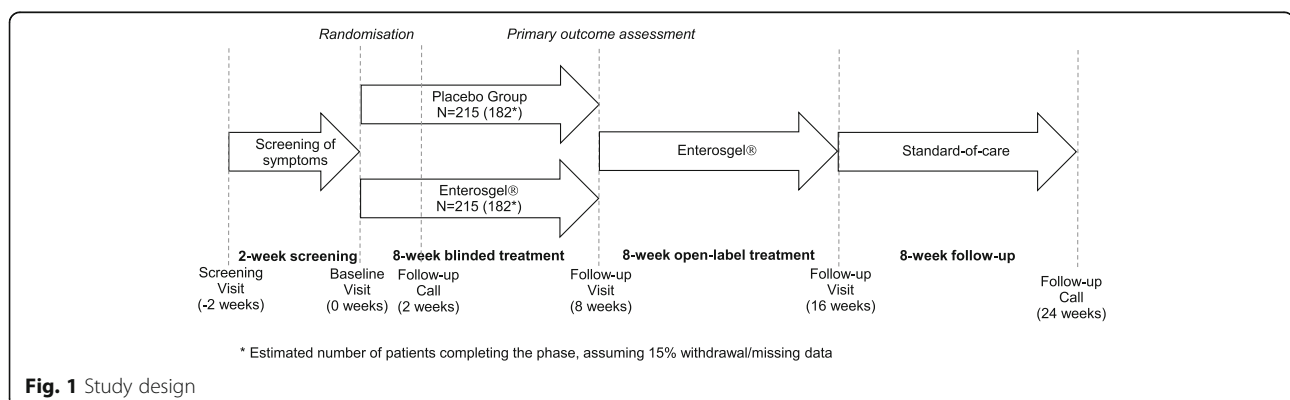 Randomisation
Primary outcome assessment
Placebo Group
N=215 (182*)
Screening of
symptoms
Enterosgel®
Standard-of-care
Enterosgel®
N=215 (182*)
2-week screening
8-week blinded treatment
8-week open-label treatment
8-week follow-up
Screening
Visit
(-2 weeks)
Baseline
Visit
(0 weeks)
Follow-up
Call
(2 weeks)
Follow-up
Visit
(8 weeks)
Follow-up
Visit
(16 weeks)
Follow-up
Call
(24 weeks)
* Estimated number of patients completing the phase, assuming 15% withdrawal/missing data
Fig. 1 Study design